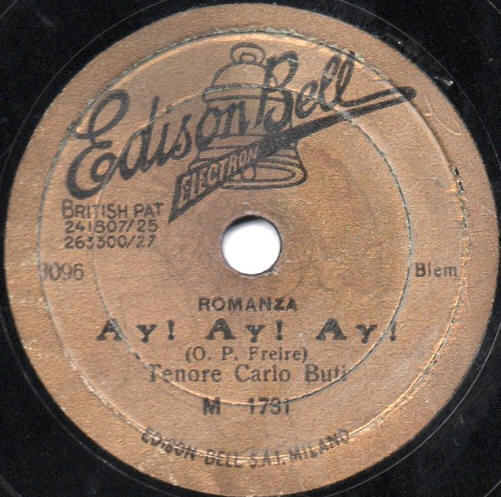 Edison Bell
ELECTRON
BRITISH PAT
241807/25
263300/27
9096
Biem
ROMANZA
Ay! Ay! Ay!
(O. P. Freire)
Tenore Carlo Buti
M - 1731
EDISON BELL S.A.I. MILANO